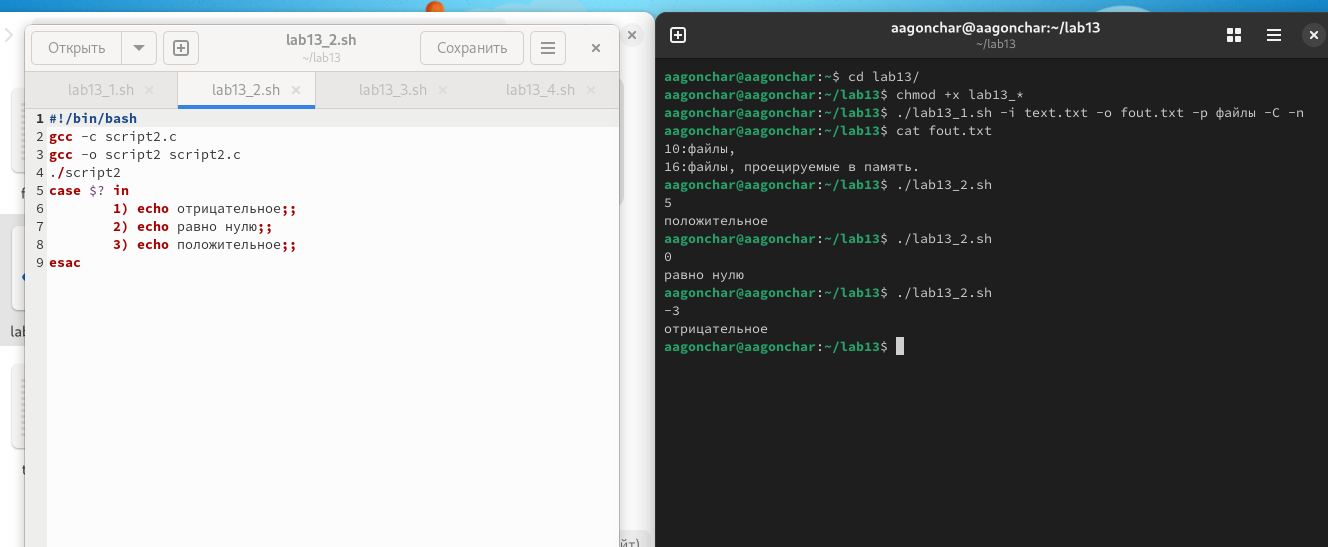 Открыть
lab13_2.sh
~/lab13
Сохранить
lab13_1.sh
lab13_2.sh
lab13_3.sh
lab13_4.sh
1 #!/bin/bash
2 gcc -c script2.c
3 gcc -o script2 script2.c
4 ./script2
5 case $? in
6 1) echo отрицательное;;
7 2) echo равно нулю;;
8 3) echo положительное;;
9 esac
aagonchar@aagonchar:~/lab13
~/lab13
aagonchar@aagonchar:~$ cd lab13/
aagonchar@aagonchar:~/lab13$ chmod +x lab13_*
aagonchar@aagonchar:~/lab13$ ./lab13_1.sh -i text.txt -o fout.txt -p файлы -C -n
aagonchar@aagonchar:~/lab13$ cat fout.txt
10:файлы,
16:файлы, проецируемые в память.
aagonchar@aagonchar:~/lab13$ ./lab13_2.sh
5
положительное
aagonchar@aagonchar:~/lab13$ ./lab13_2.sh
0
равно нулю
aagonchar@aagonchar:~/lab13$ ./lab13_2.sh
-3
отрицательное
aagonchar@aagonchar:~/lab13$